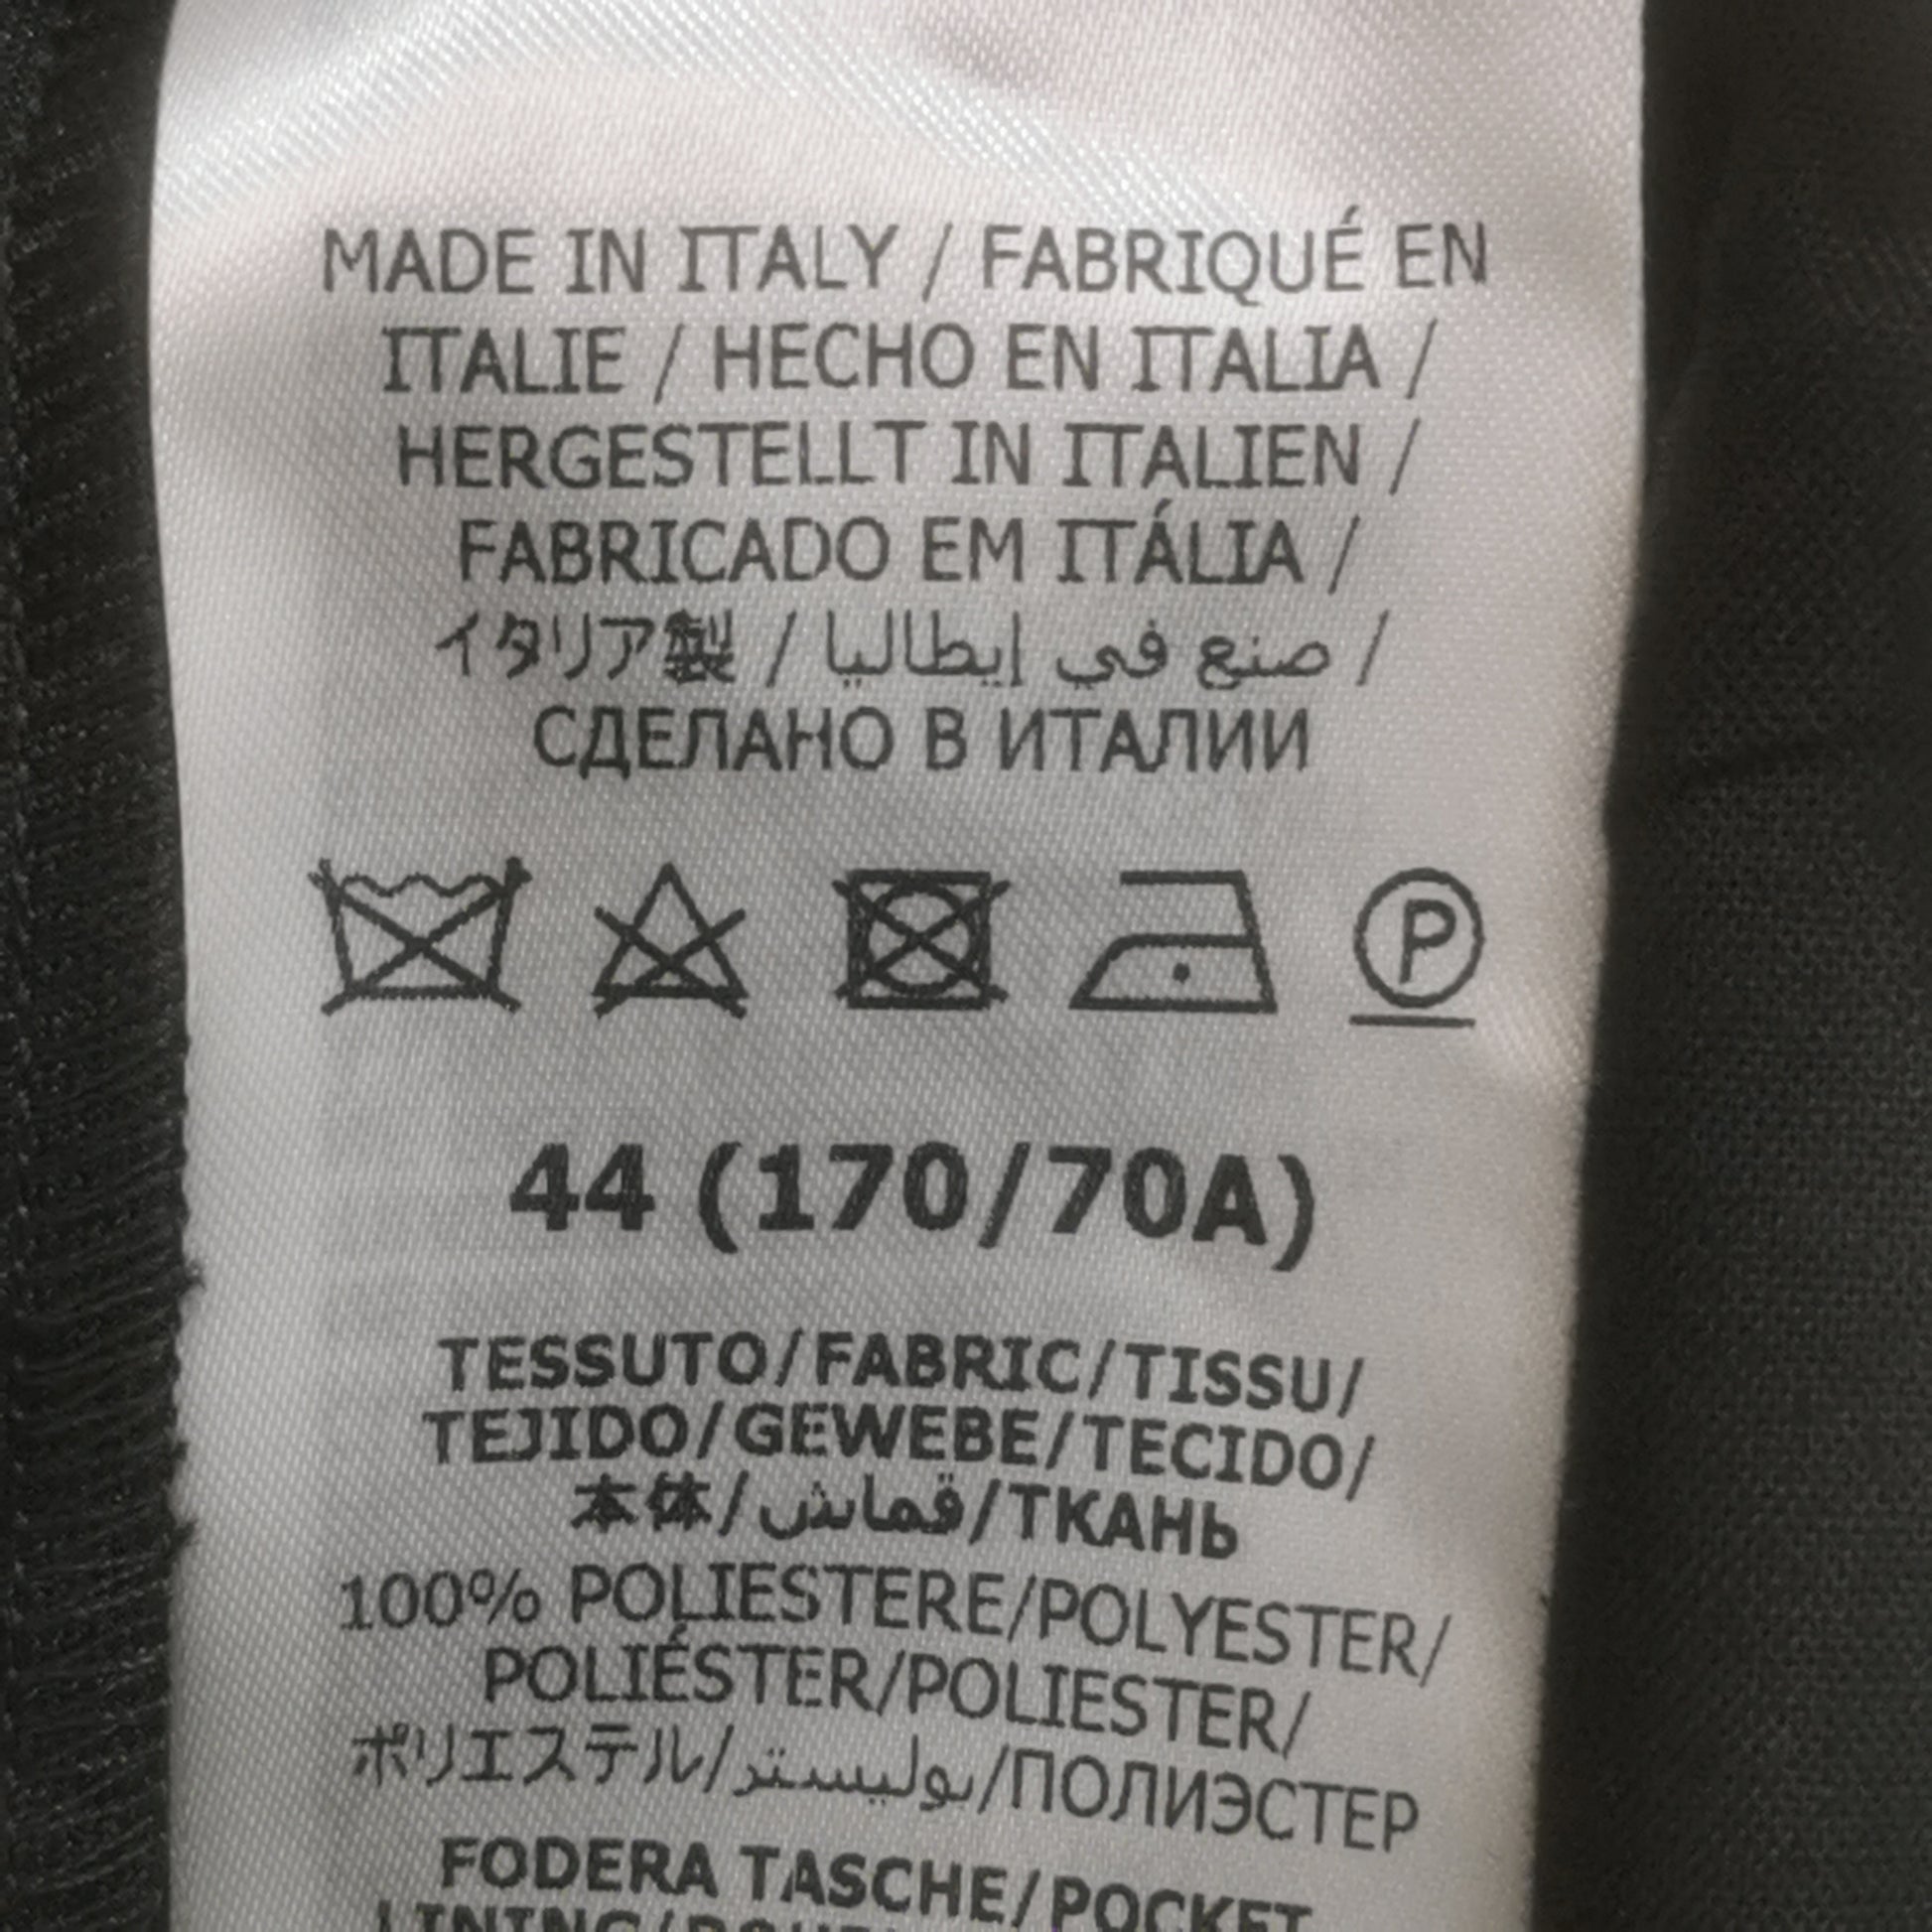 MADE IN ITALY / FABRIQUÉ EN
ITALIE / HECHO EN ITALIA /
HERGESTELLT IN ITALIEN /
FABRICADO EM ITÁLIA /
イタリア製 / صنع في إيطاليا /
СДЕЛАНО В ИТАЛИИ
P
44 (170/70A)
TESSUTO/FABRIC/TISSU/
TEJIDO/GEWEBE/TECIDO/
本体/قماش/ТКАНЬ
100% POLIESTERE/POLYESTER/
POLIÉSTER/POLIESTER/
ポリエステル/بوليستر/ПОЛИЭСТЕР
FODERA TASCHE/POCKET
LINING/